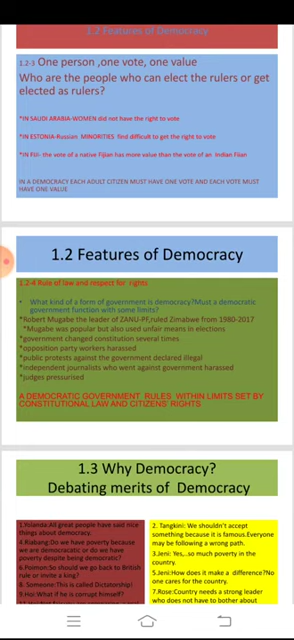 1.2 Features of Democracy
1.2-3 One person ,one vote, one value
Who are the people who can elect the rulers or get
elected as rulers?
*IN SAUDI ARABIA-WOMEN did not have the right to vote
*IN ESTONIA-Russian MINORITIES find difficult to get the right to vote
*IN FIJI- the vote of a native Fijian has more value than the vote of an Indian Fijian
IN A DEMOCRACY EACH ADULT CITIZEN MUST HAVE ONE VOTE AND EACH VOTE MUST
HAVE ONE VALUE
1.2 Features of Democracy
1.2-4 Rule of law and respect for rights
• What kind of a form of government is democracy?Must a democratic
government function with some limits?
*Robert Mugabe the leader of ZANU-PF,ruled Zimabwe from 1980-2017
*Mugabe was popular but also used unfair means in elections
*government changed constitution several times
*opposition party workers harassed
*public protests against the government declared illegal
*independent journalists who went against government harassed
*judges pressurised
A DEMOCRATIC GOVERNMENT RULES WITHIN LIMITS SET BY
CONSTITUTIONAL LAW AND CITIZENS' RIGHTS
1.3 Why Democracy?
Debating merits of Democracy
1.Yolanda:All great people have said nice
things about democracy.
4.Riabang:Do we have poverty because
we are democratic or do we have
poverty despite being democratic?
6.Poimon:So should we go back to British
rule or invite a king?
8. Someone:This is called Dictatorship!
9.Hoi:What if he is corrupt himself?
2. Tangkini: We shouldn't accept
something because it is famous.Everyone
may be following a wrong path.
3.Jeni: Yes,..so much poverty in the
country.
5.Jeni:How does it make a difference?No
one cares for the country.
7.Rose:Country needs a strong leader
who does not have to bother about